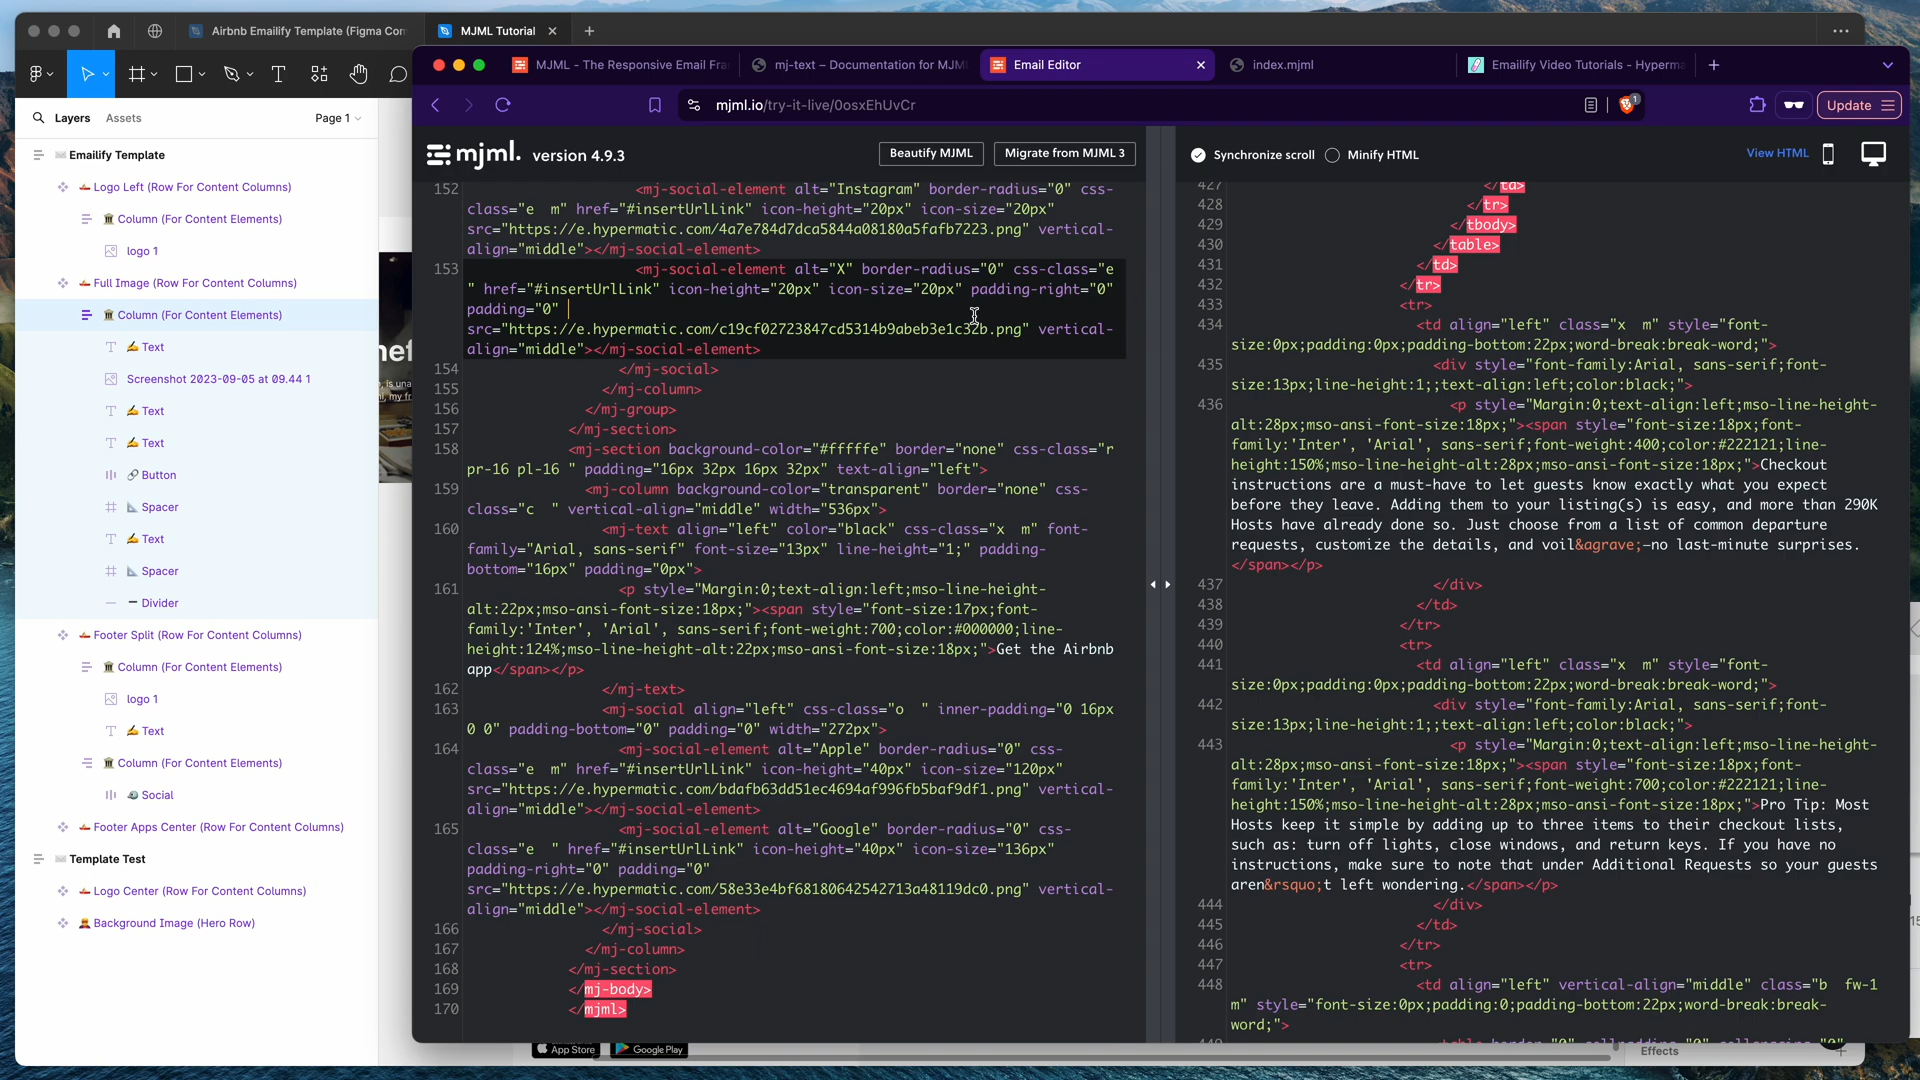 Airbnb Emailify Template (Figma Con
MJML Tutorial
MJML - The Responsive Email Fra
mj-text – Documentation for MJM
Email Editor
index.mjml
Emailify Video Tutorials - Hyperma
mjml.io/try-it-live/0osxEhUvCr
Update
Layers
Assets
Page 1
Emailify Template
Logo Left (Row For Content Columns)
Column (For Content Elements)
logo 1
Full Image (Row For Content Columns)
Column (For Content Elements)
Text
Screenshot 2023-09-05 at 09.44 1
Text
Text
Button
Spacer
Text
Spacer
Divider
Footer Split (Row For Content Columns)
Column (For Content Elements)
logo 1
Text
Column (For Content Elements)
Social
Footer Apps Center (Row For Content Columns)
Template Test
Logo Center (Row For Content Columns)
Background Image (Hero Row)
mjml. version 4.9.3
Beautify MJML
Migrate from MJML 3
Synchronize scroll
Minify HTML
View HTML
152 <mj-social-element alt="Instagram" border-radius="0" css-
class="e  m" href="#insertUrlLink" icon-height="20px" icon-size="20px"
src="https://e.hypermatic.com/4a7e784d7dca5844a08180a5fafb7223.png" vertical-
align="middle"></mj-social-element>
153 <mj-social-element alt="X" border-radius="0" css-class="e
" href="#insertUrlLink" icon-height="20px" icon-size="20px" padding-right="0"
padding="0"
src="https://e.hypermatic.com/c19cf02723847cd5314b9abeb3e1c32b.png" vertical-
align="middle"></mj-social-element>
154 </mj-social>
155 </mj-column>
156 </mj-group>
157 </mj-section>
158 <mj-section background-color="#fffffe" border="none" css-class="r
pr-16 pl-16 " padding="16px 32px 16px 32px" text-align="left">
159 <mj-column background-color="transparent" border="none" css-
class="c  " vertical-align="middle" width="536px">
160 <mj-text align="left" color="black" css-class="x  m" font-
family="Arial, sans-serif" font-size="13px" line-height="1;" padding-
bottom="16px" padding="0px">
161 <p style="Margin:0;text-align:left;mso-line-height-
alt:22px;mso-ansi-font-size:18px;"><span style="font-size:17px;font-
family:'Inter', 'Arial', sans-serif;font-weight:700;color:#000000;line-
height:124%;mso-line-height-alt:22px;mso-ansi-font-size:18px;">Get the Airbnb
app</span></p>
162 </mj-text>
163 <mj-social align="left" css-class="o  " inner-padding="0 16px
0 0" padding-bottom="0" padding="0" width="272px">
164 <mj-social-element alt="Apple" border-radius="0" css-
class="e  m" href="#insertUrlLink" icon-height="40px" icon-size="120px"
src="https://e.hypermatic.com/bdafb63dd51ec4694af996fb5baf9df1.png" vertical-
align="middle"></mj-social-element>
165 <mj-social-element alt="Google" border-radius="0" css-
class="e  " href="#insertUrlLink" icon-height="40px" icon-size="136px"
padding-right="0" padding="0"
src="https://e.hypermatic.com/58e33e4bf68180642542713a48119dc0.png" vertical-
align="middle"></mj-social-element>
166 </mj-social>
167 </mj-column>
168 </mj-section>
169 </mj-body>
170 </mjml>
427 </td>
428 </tr>
429 </tbody>
430 </table>
431 </td>
432 </tr>
433 <tr>
434 <td align="left" class="x  m" style="font-
size:0px;padding:0px;padding-bottom:22px;word-break:break-word;">
435 <div style="font-family:Arial, sans-serif;font-
size:13px;line-height:1;;text-align:left;color:black;">
436 <p style="Margin:0;text-align:left;mso-line-height-
alt:28px;mso-ansi-font-size:18px;"><span style="font-size:18px;font-
family:'Inter', 'Arial', sans-serif;font-weight:400;color:#222121;line-
height:150%;mso-line-height-alt:28px;mso-ansi-font-size:18px;">Checkout
instructions are a must-have to let guests know exactly what you expect
before they leave. Adding them to your listing(s) is easy, and more than 290K
Hosts have already done so. Just choose from a list of common departure
requests, customize the details, and voil&agrave;—no last-minute surprises.
</span></p>
437 </div>
438 </td>
439 </tr>
440 <tr>
441 <td align="left" class="x  m" style="font-
size:0px;padding:0px;padding-bottom:22px;word-break:break-word;">
442 <div style="font-family:Arial, sans-serif;font-
size:13px;line-height:1;;text-align:left;color:black;">
443 <p style="Margin:0;text-align:left;mso-line-height-
alt:28px;mso-ansi-font-size:18px;"><span style="font-size:18px;font-
family:'Inter', 'Arial', sans-serif;font-weight:700;color:#222121;line-
height:150%;mso-line-height-alt:28px;mso-ansi-font-size:18px;">Pro Tip: Most
Hosts keep it simple by adding up to three items to their checkout lists,
such as: turn off lights, close windows, and return keys. If you have no
instructions, make sure to note that under Additional Requests so your guests
aren&rsquo;t left wondering.</span></p>
444 </div>
445 </td>
446 </tr>
447 <tr>
448 <td align="left" vertical-align="middle" class="b  fw-1
m" style="font-size:0px;padding:0;padding-bottom:22px;word-break:break-
word;">
App Store
Google Play
Effects